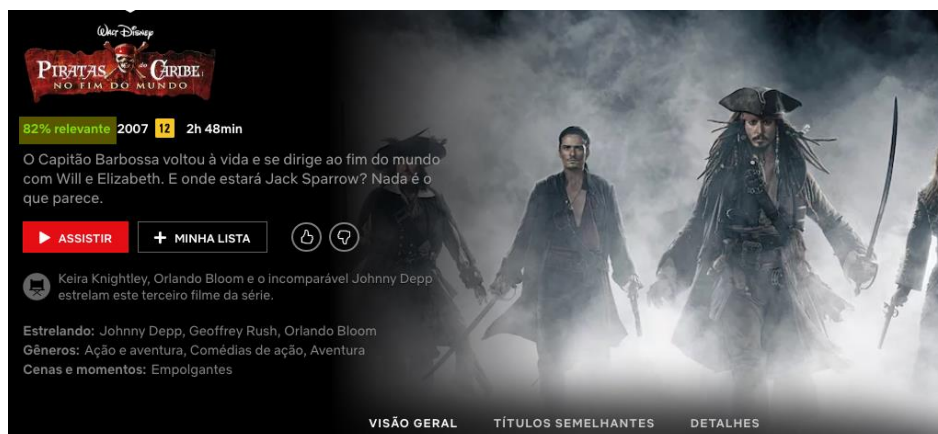 Walt Disney
PIRATAS do CARIBE
NO FIM DO MUNDO
82% relevante 2007 12 2h 48min
O Capitão Barbossa voltou à vida e se dirige ao fim do mundo
com Will e Elizabeth. E onde estará Jack Sparrow? Nada é o
que parece.
ASSISTIR + MINHA LISTA
Keira Knightley, Orlando Bloom e o incomparável Johnny Depp
estrelam este terceiro filme da série.
Estrelando: Johnny Depp, Geoffrey Rush, Orlando Bloom
Gêneros: Ação e aventura, Comédias de ação, Aventura
Cenas e momentos: Empolgantes
VISÃO GERAL TÍTULOS SEMELHANTES DETALHES